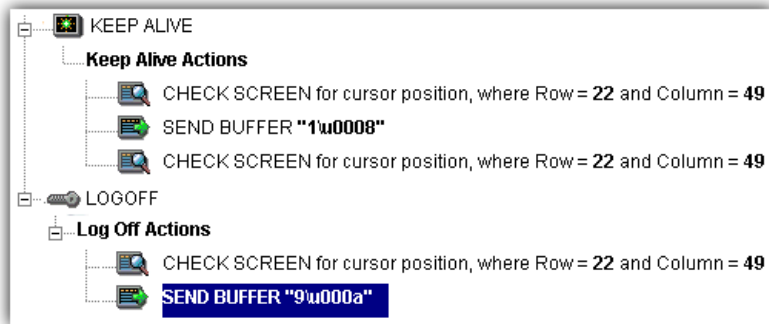 KEEP ALIVE
Keep Alive Actions
CHECK SCREEN for cursor position, where Row = 22 and Column = 49
SEND BUFFER "1\u0008"
CHECK SCREEN for cursor position, where Row = 22 and Column = 49
LOGOFF
Log Off Actions
CHECK SCREEN for cursor position, where Row = 22 and Column = 49
SEND BUFFER "9\u000a"